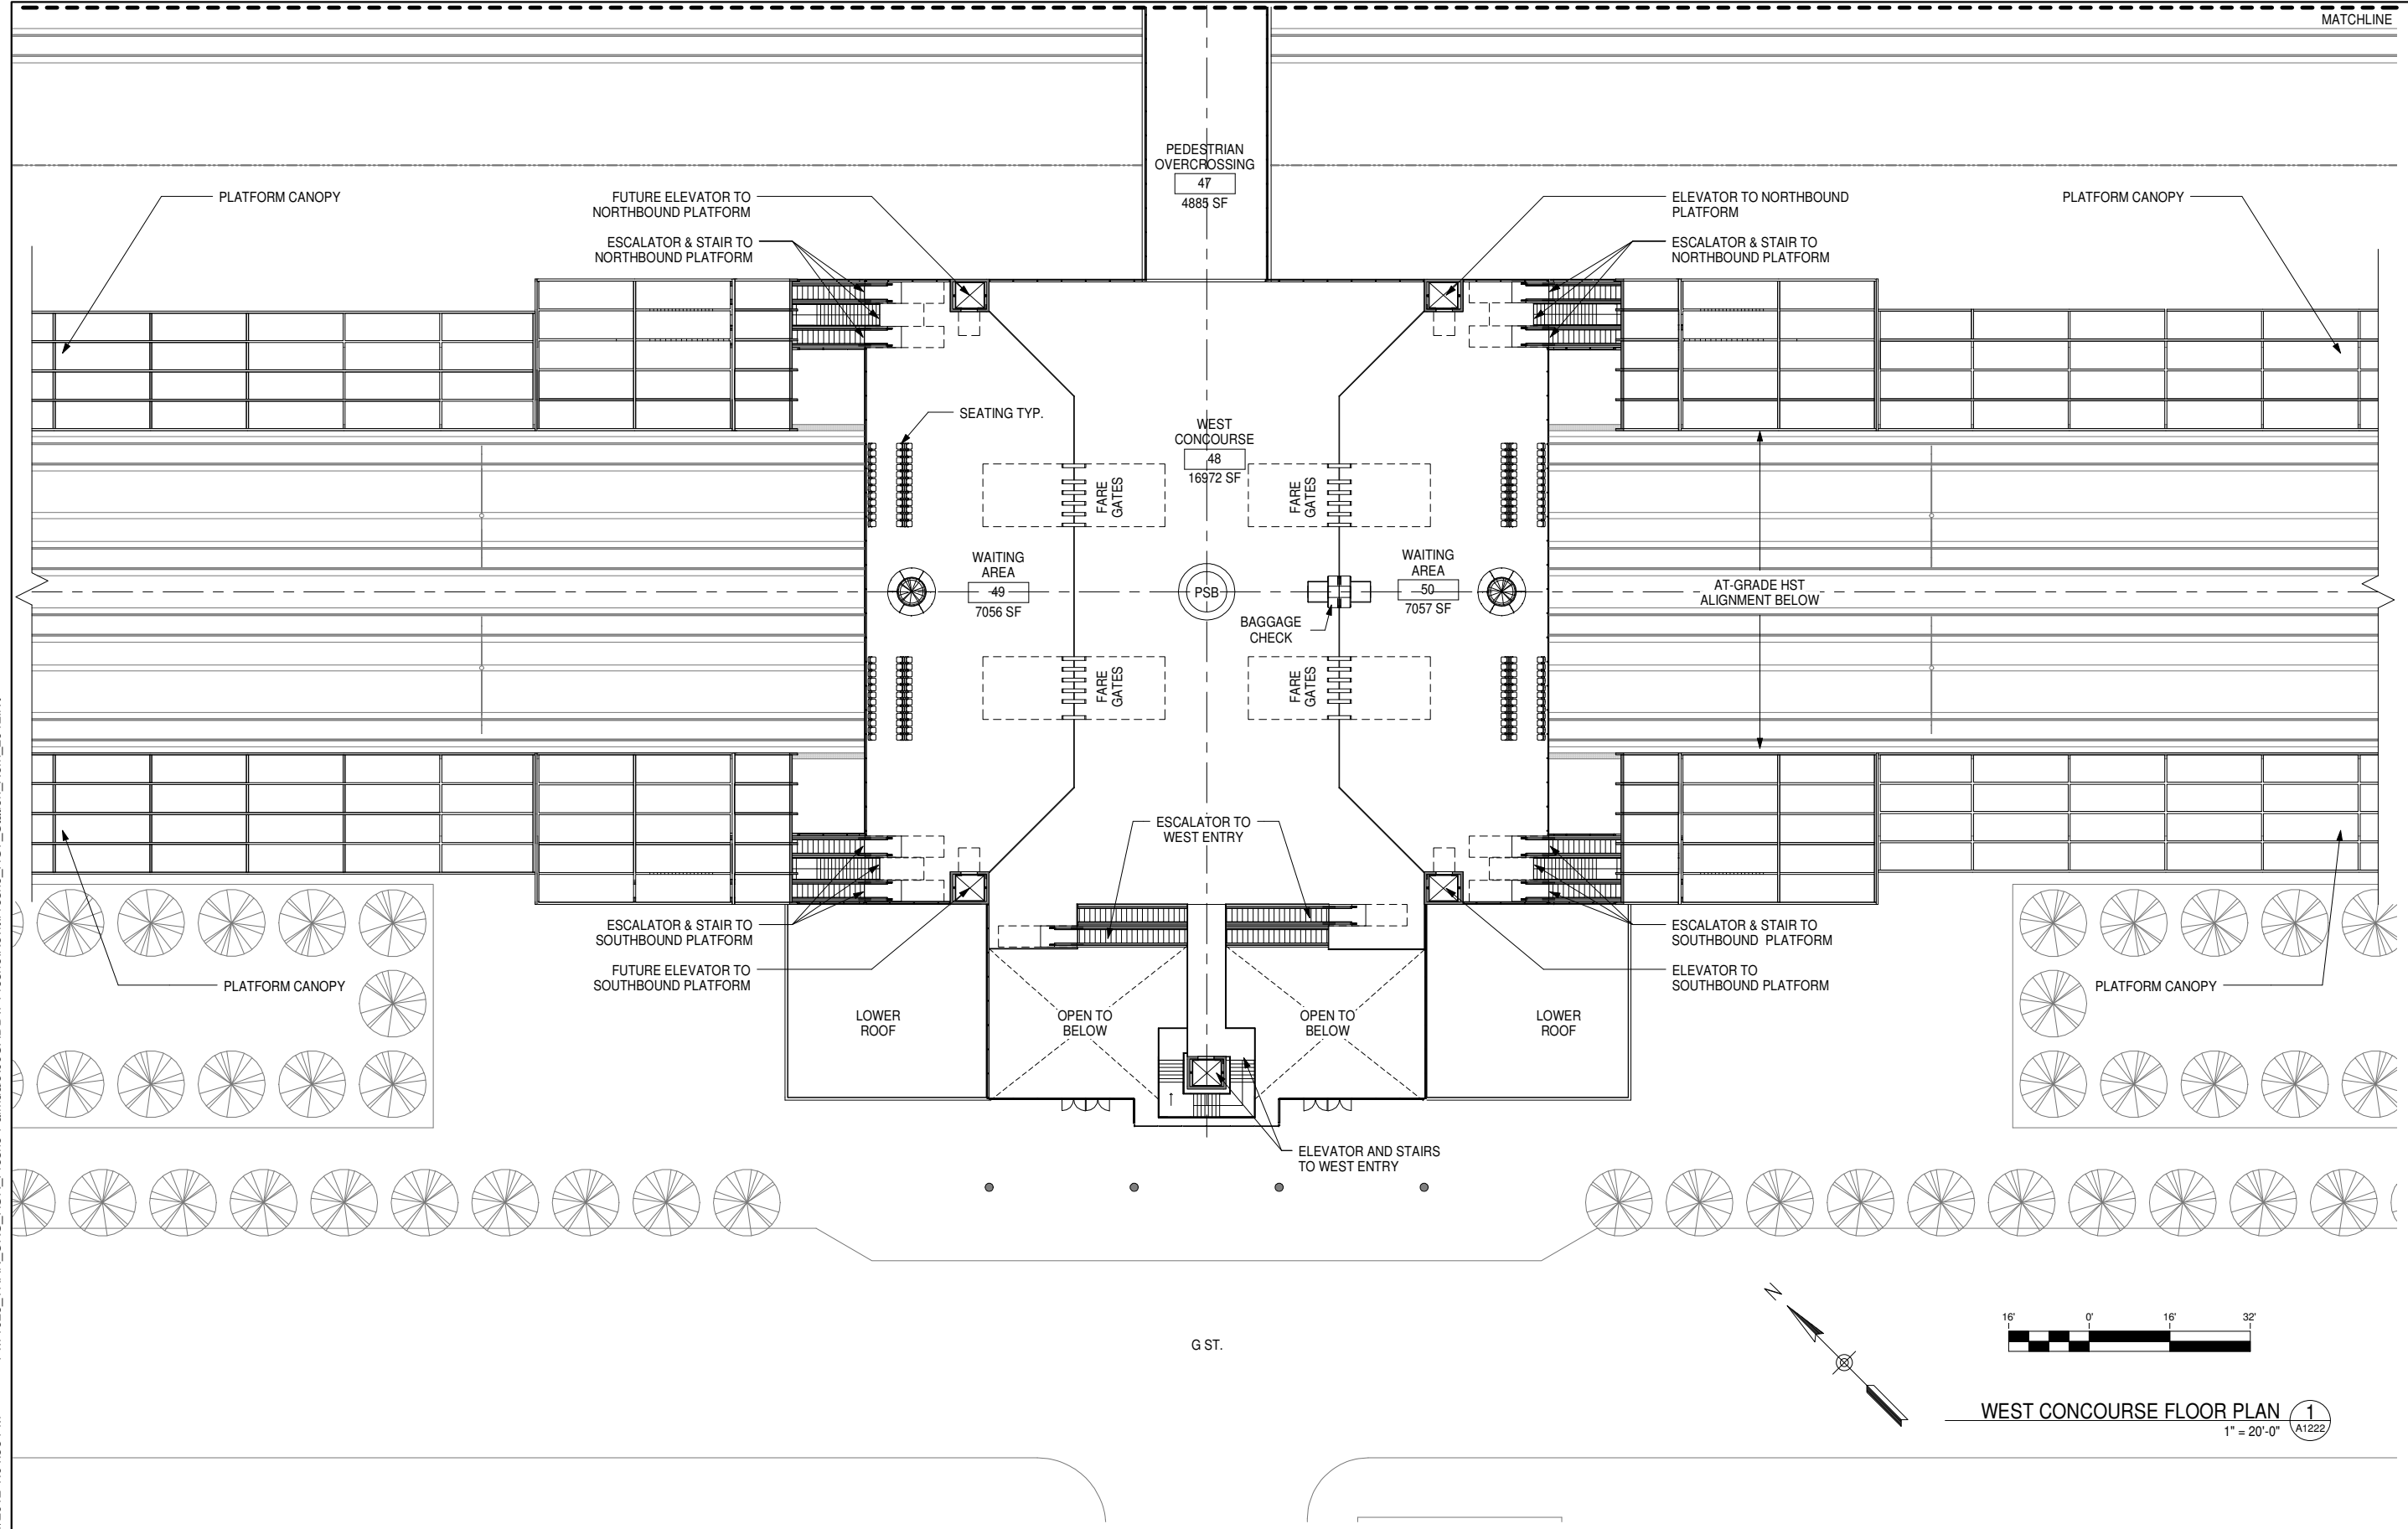 MATCHLINE
PEDESTRIAN
OVERCROSSING
47
4885 SF
PLATFORM CANOPY
FUTURE ELEVATOR TO
NORTHBOUND PLATFORM
ELEVATOR TO NORTHBOUND
PLATFORM
PLATFORM CANOPY
ESCALATOR & STAIR TO
NORTHBOUND PLATFORM
ESCALATOR & STAIR TO
NORTHBOUND PLATFORM
SEATING TYP.
WEST
CONCOURSE
48
16972 SF
FARE
GATES
FARE
GATES
WAITING
AREA
49
7056 SF
PSB
WAITING
AREA
50
7057 SF
AT-GRADE HST
ALIGNMENT BELOW
BAGGAGE
CHECK
FARE
GATES
FARE
GATES
ESCALATOR TO
WEST ENTRY
ESCALATOR & STAIR TO
SOUTHBOUND PLATFORM
ESCALATOR & STAIR TO
SOUTHBOUND PLATFORM
FUTURE ELEVATOR TO
SOUTHBOUND PLATFORM
ELEVATOR TO
SOUTHBOUND PLATFORM
PLATFORM CANOPY
PLATFORM CANOPY
LOWER
ROOF
OPEN TO
BELOW
OPEN TO
BELOW
LOWER
ROOF
ELEVATOR AND STAIRS
TO WEST ENTRY
G ST.
N
16' 0' 16' 32'
WEST CONCOURSE FLOOR PLAN
1" = 20'-0"
1
A1222